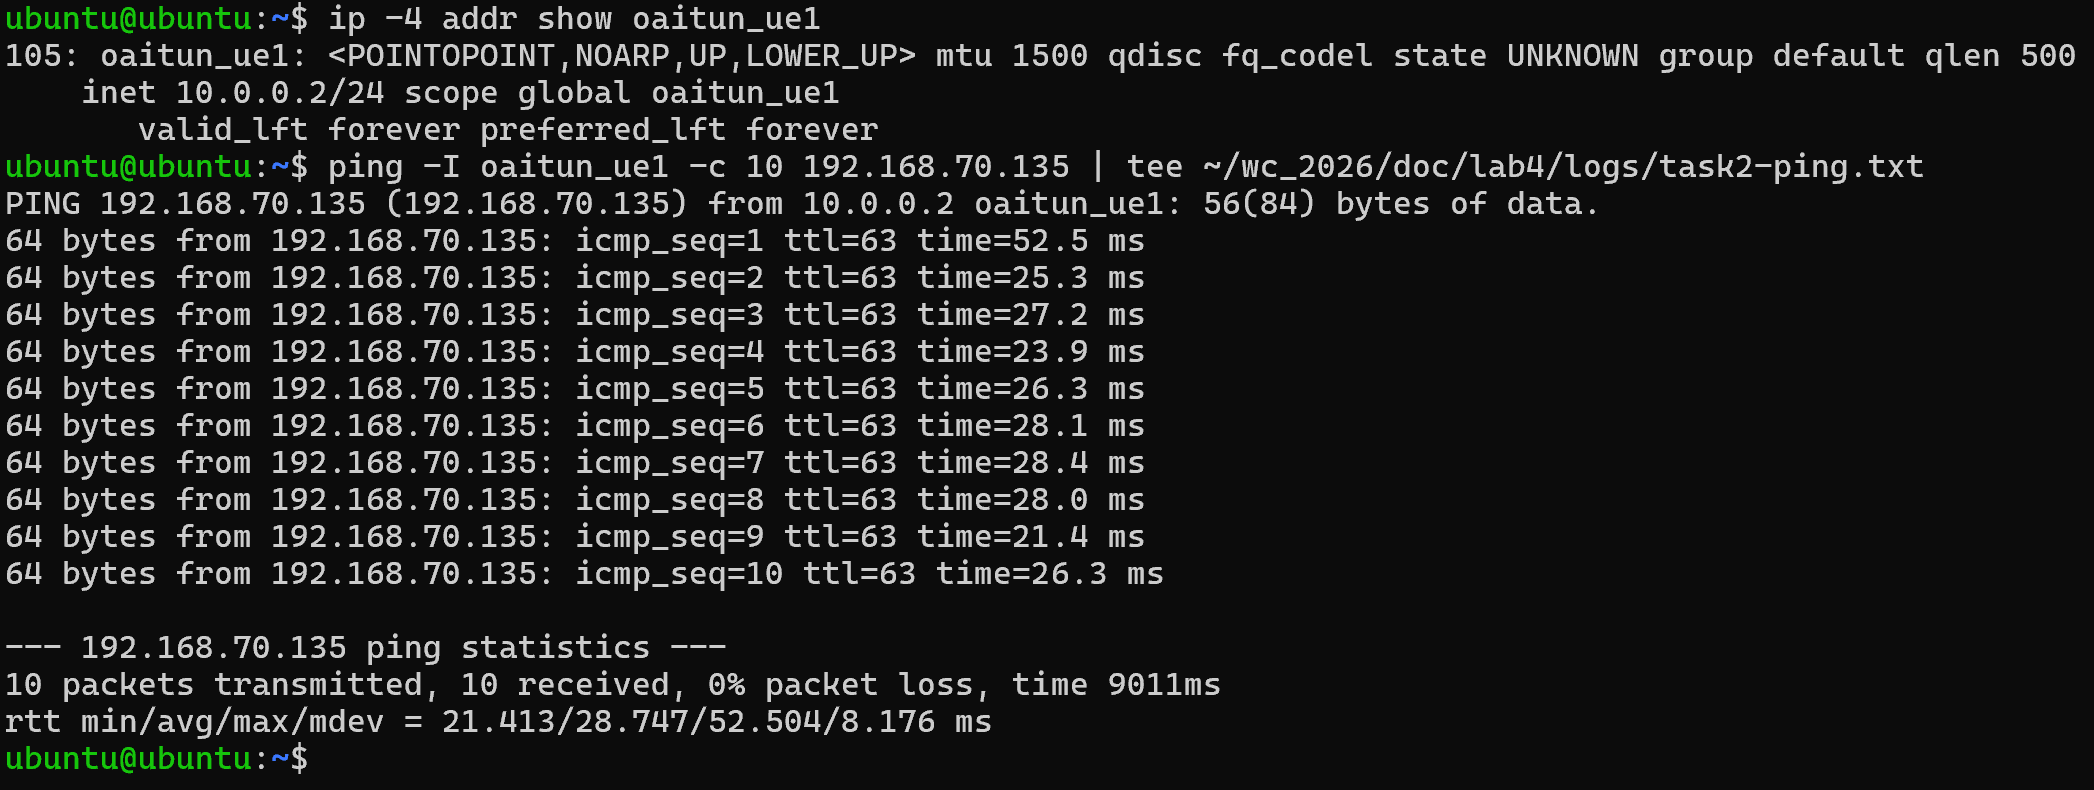 ubuntu@ubuntu:~$ ip -4 addr show oaitun_ue1
105: oaitun_ue1: <POINTOPOINT,NOARP,UP,LOWER_UP> mtu 1500 qdisc fq_codel state UNKNOWN group default qlen 500
    inet 10.0.0.2/24 scope global oaitun_ue1
       valid_lft forever preferred_lft forever
ubuntu@ubuntu:~$ ping -I oaitun_ue1 -c 10 192.168.70.135 | tee ~/wc_2026/doc/lab4/logs/task2-ping.txt
PING 192.168.70.135 (192.168.70.135) from 10.0.0.2 oaitun_ue1: 56(84) bytes of data.
64 bytes from 192.168.70.135: icmp_seq=1 ttl=63 time=52.5 ms
64 bytes from 192.168.70.135: icmp_seq=2 ttl=63 time=25.3 ms
64 bytes from 192.168.70.135: icmp_seq=3 ttl=63 time=27.2 ms
64 bytes from 192.168.70.135: icmp_seq=4 ttl=63 time=23.9 ms
64 bytes from 192.168.70.135: icmp_seq=5 ttl=63 time=26.3 ms
64 bytes from 192.168.70.135: icmp_seq=6 ttl=63 time=28.1 ms
64 bytes from 192.168.70.135: icmp_seq=7 ttl=63 time=28.4 ms
64 bytes from 192.168.70.135: icmp_seq=8 ttl=63 time=28.0 ms
64 bytes from 192.168.70.135: icmp_seq=9 ttl=63 time=21.4 ms
64 bytes from 192.168.70.135: icmp_seq=10 ttl=63 time=26.3 ms

--- 192.168.70.135 ping statistics ---
10 packets transmitted, 10 received, 0% packet loss, time 9011ms
rtt min/avg/max/mdev = 21.413/28.747/52.504/8.176 ms
ubuntu@ubuntu:~$